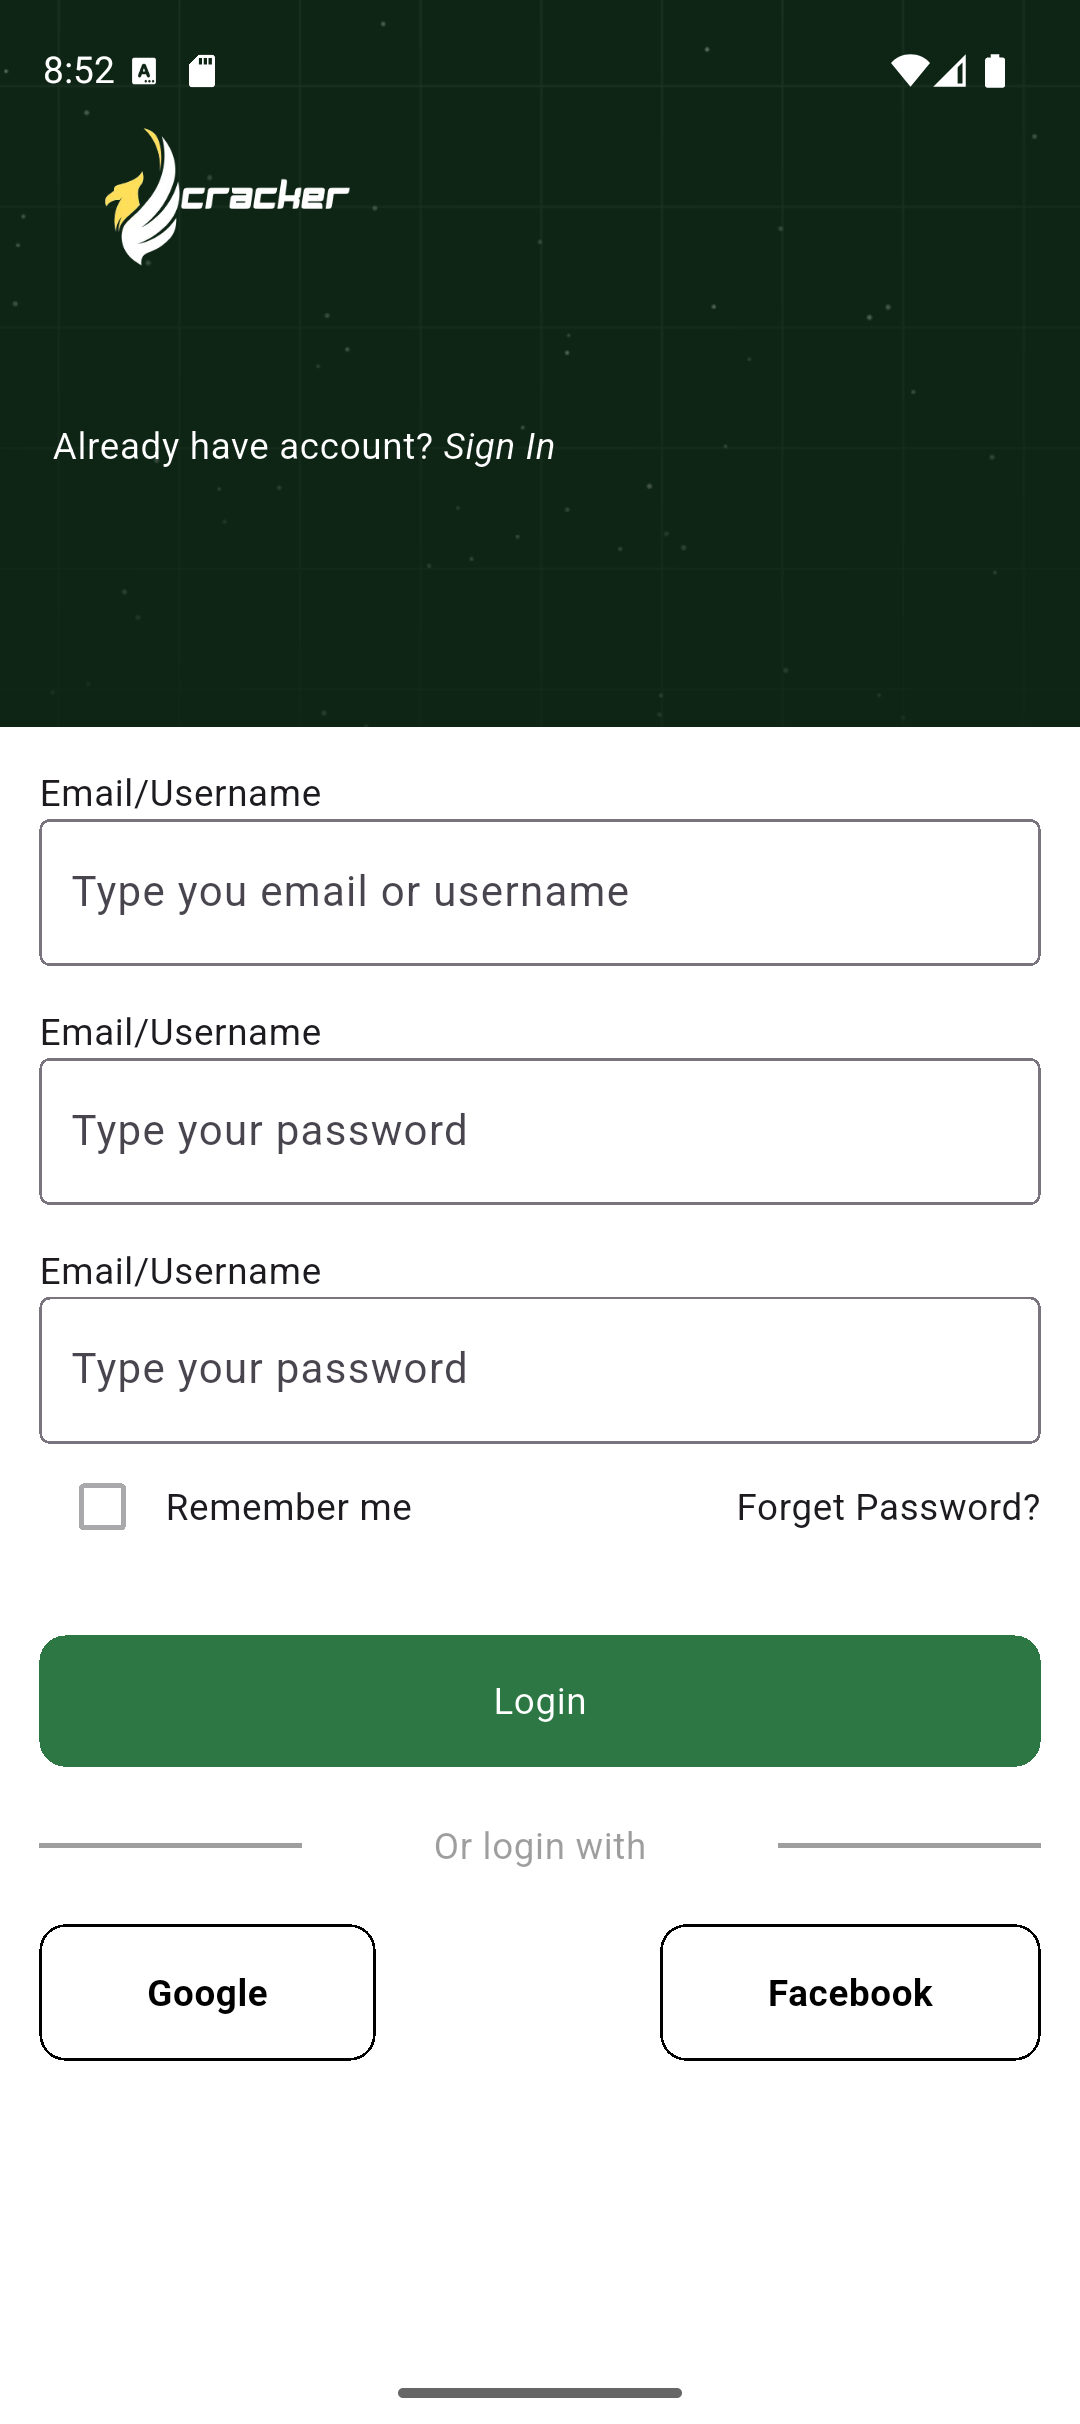 8:52
cracker
Already have account? Sign In
Email/Username
Type you email or username
Email/Username
Type your password
Email/Username
Type your password
Remember me Forget Password?
Login
Or login with
Google Facebook